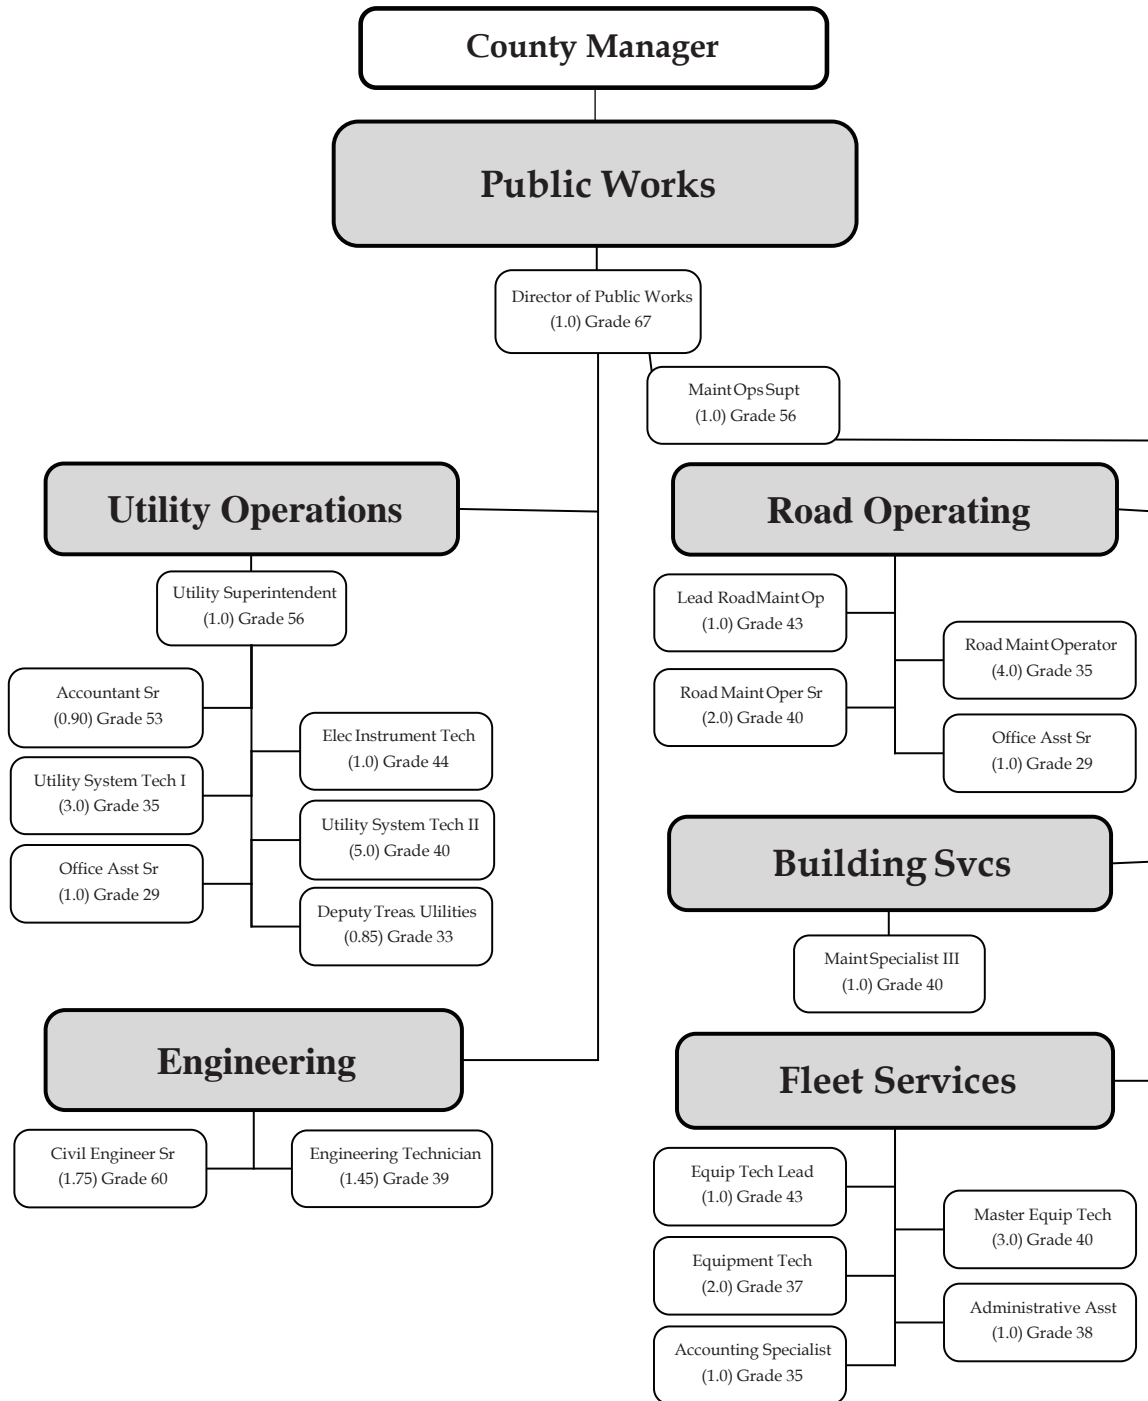 County Manager
Public Works
Director of Public Works
(1.0) Grade 67
Maint Ops Supt
(1.0) Grade 56
Utility Operations
Utility Superintendent
(1.0) Grade 56
Accountant Sr
(0.90) Grade 53
Elec Instrument Tech
(1.0) Grade 44
Utility System Tech I
(3.0) Grade 35
Utility System Tech II
(5.0) Grade 40
Office Asst Sr
(1.0) Grade 29
Deputy Treas. Ulilities
(0.85) Grade 33
Engineering
Civil Engineer Sr
(1.75) Grade 60
Engineering Technician
(1.45) Grade 39
Road Operating
Lead Road Maint Op
(1.0) Grade 43
Road Maint Operator
(4.0) Grade 35
Road Maint Oper Sr
(2.0) Grade 40
Office Asst Sr
(1.0) Grade 29
Building Svcs
Maint Specialist III
(1.0) Grade 40
Fleet Services
Equip Tech Lead
(1.0) Grade 43
Master Equip Tech
(3.0) Grade 40
Equipment Tech
(2.0) Grade 37
Administrative Asst
(1.0) Grade 38
Accounting Specialist
(1.0) Grade 35